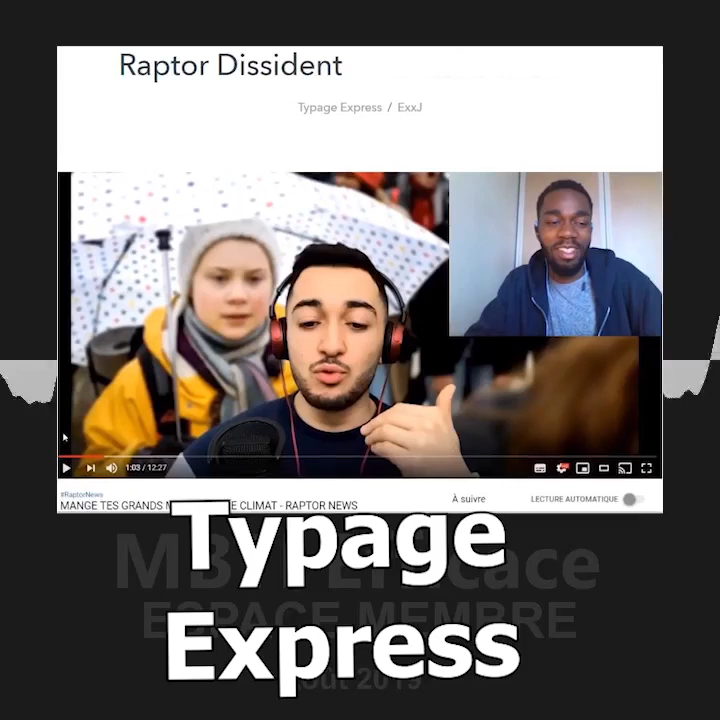 Raptor Dissident
Typage Express / ExxJ
1:03 / 12:27
#RaptorNews
À suivre
LECTURE AUTOMATIQUE
MANGE TES GRANDS E CLIMAT - RAPTOR NEWS
Typage
Express
ESPACE MEMBRE
2019